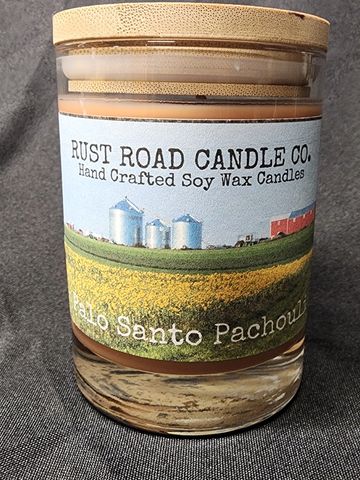 RUST ROAD CANDLE CO.
Hand Crafted Soy Wax Candles
Palo Santo Pachouli